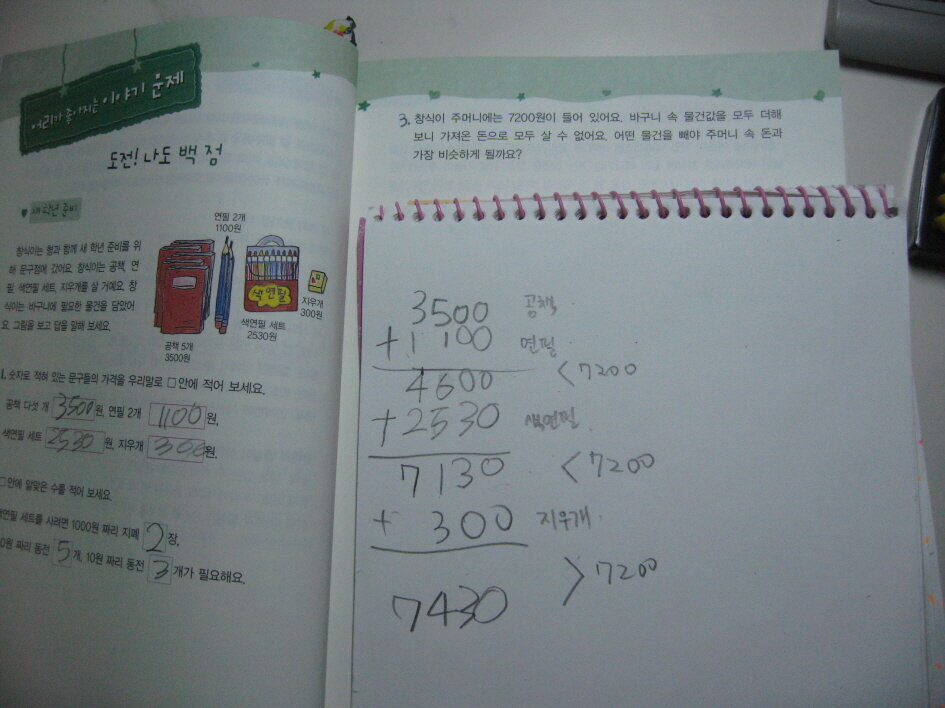 머리가 좋아지는 이야기 문제
도전! 나도 백 점
새 학년 준비
창식이는 형과 함께 새 학년 준비를 위
해 문구점에 갔어요. 창식이는 공책, 연
필, 색연필 세트, 지우개를 살 거예요. 창
식이는 바구니에 필요한 물건을 담았어
요. 그림을 보고 답을 말해 보세요.
연필 2개
1100원
색연필
지우개
300원
색연필 세트
2530원
공책 5개
3500원
1. 숫자로 적혀 있는 문구들의 가격을 우리말로 □안에 적어 보세요.
공책 다섯 개 3500원, 연필 2개 1100원,
색연필 세트 2530원, 지우개 300원.
□안에 알맞은 수를 적어 보세요.
색연필 세트를 사려면 1000원 짜리 지폐 2장,
0원 짜리 동전 5개, 10원 짜리 동전 3개가 필요해요.
3. 창식이 주머니에는 7200원이 들어 있어요. 바구니 속 물건값을 모두 더해
보니 가져온 돈으로 모두 살 수 없어요. 어떤 물건을 빼야 주머니 속 돈과
가장 비슷하게 될까요?
3500 공책
+1100 연필
4600 <7200
+2530 색연필
7130 <7200
+ 300 지우개
7430 >7200